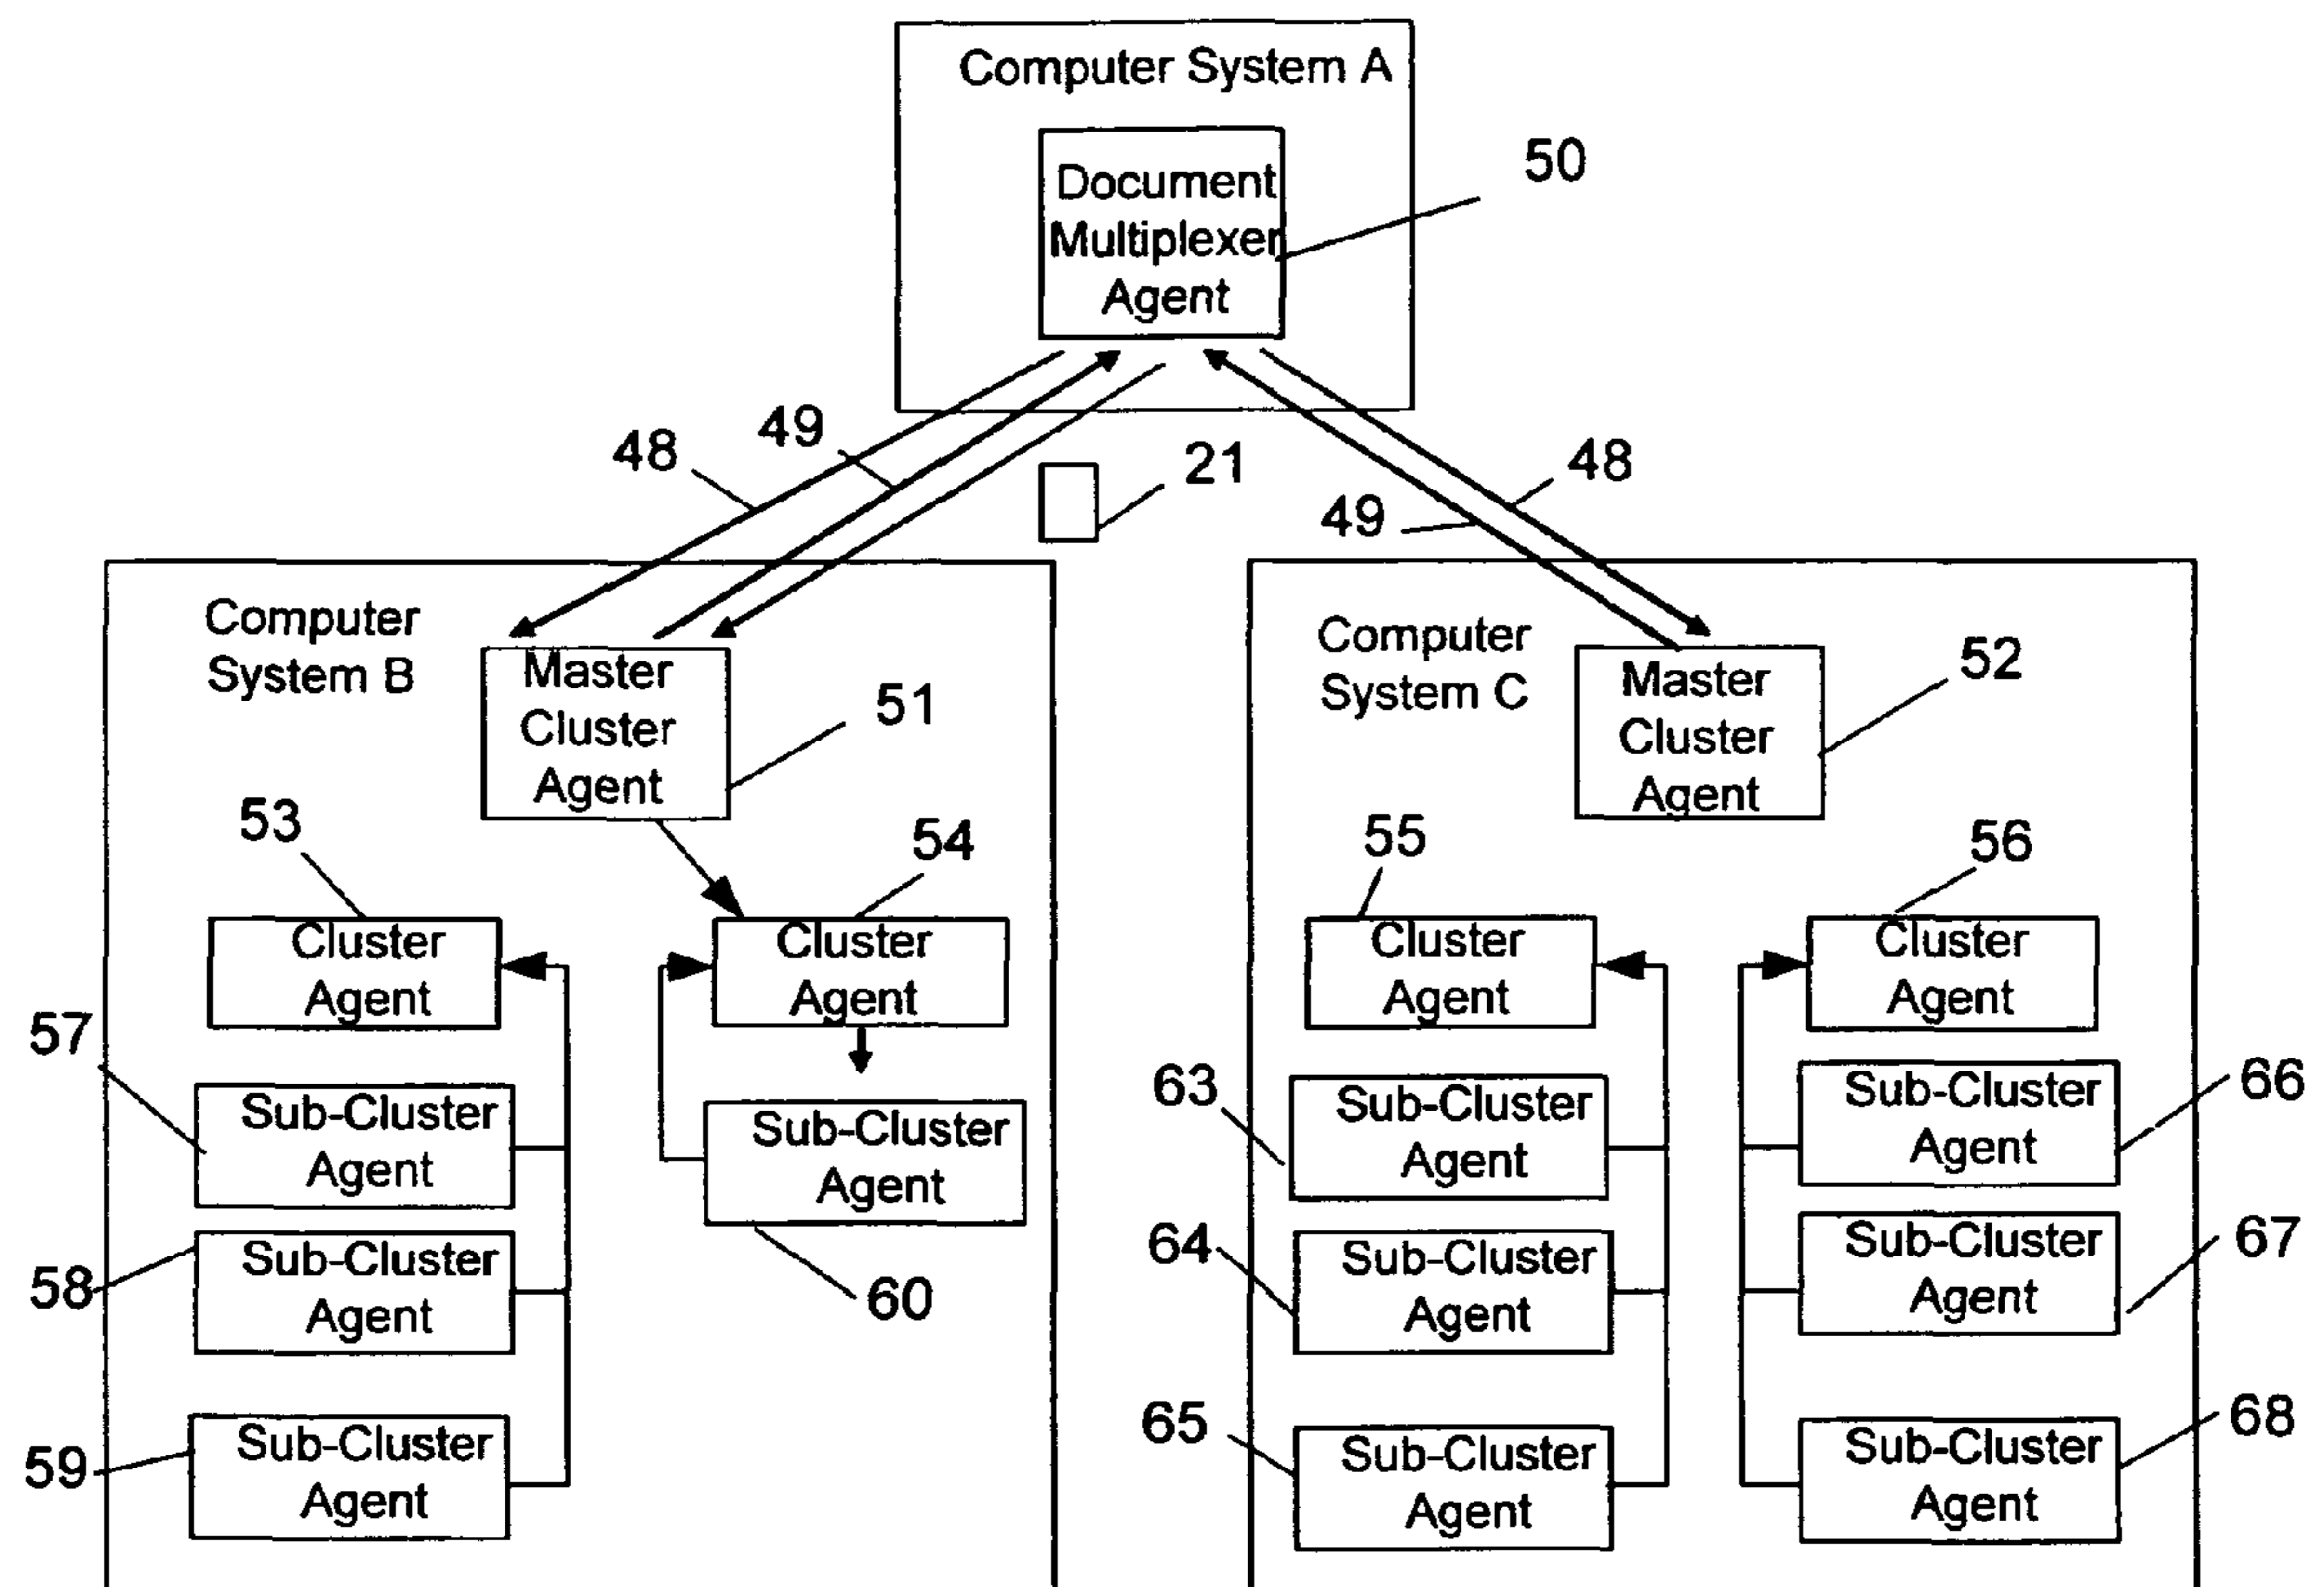 Computer System A
Document
Multiplexer
Agent
50
48
49
21
49
48
Computer
System B
Master
Cluster
Agent
51
53
54
Cluster
Agent
Cluster
Agent
57
Sub-Cluster
Agent
Sub-Cluster
Agent
58
Sub-Cluster
Agent
60
59
Sub-Cluster
Agent
Computer
System C
Master
Cluster
Agent
52
55
56
Cluster
Agent
Cluster
Agent
63
Sub-Cluster
Agent
Sub-Cluster
Agent
66
64
Sub-Cluster
Agent
Sub-Cluster
Agent
67
65
Sub-Cluster
Agent
Sub-Cluster
Agent
68